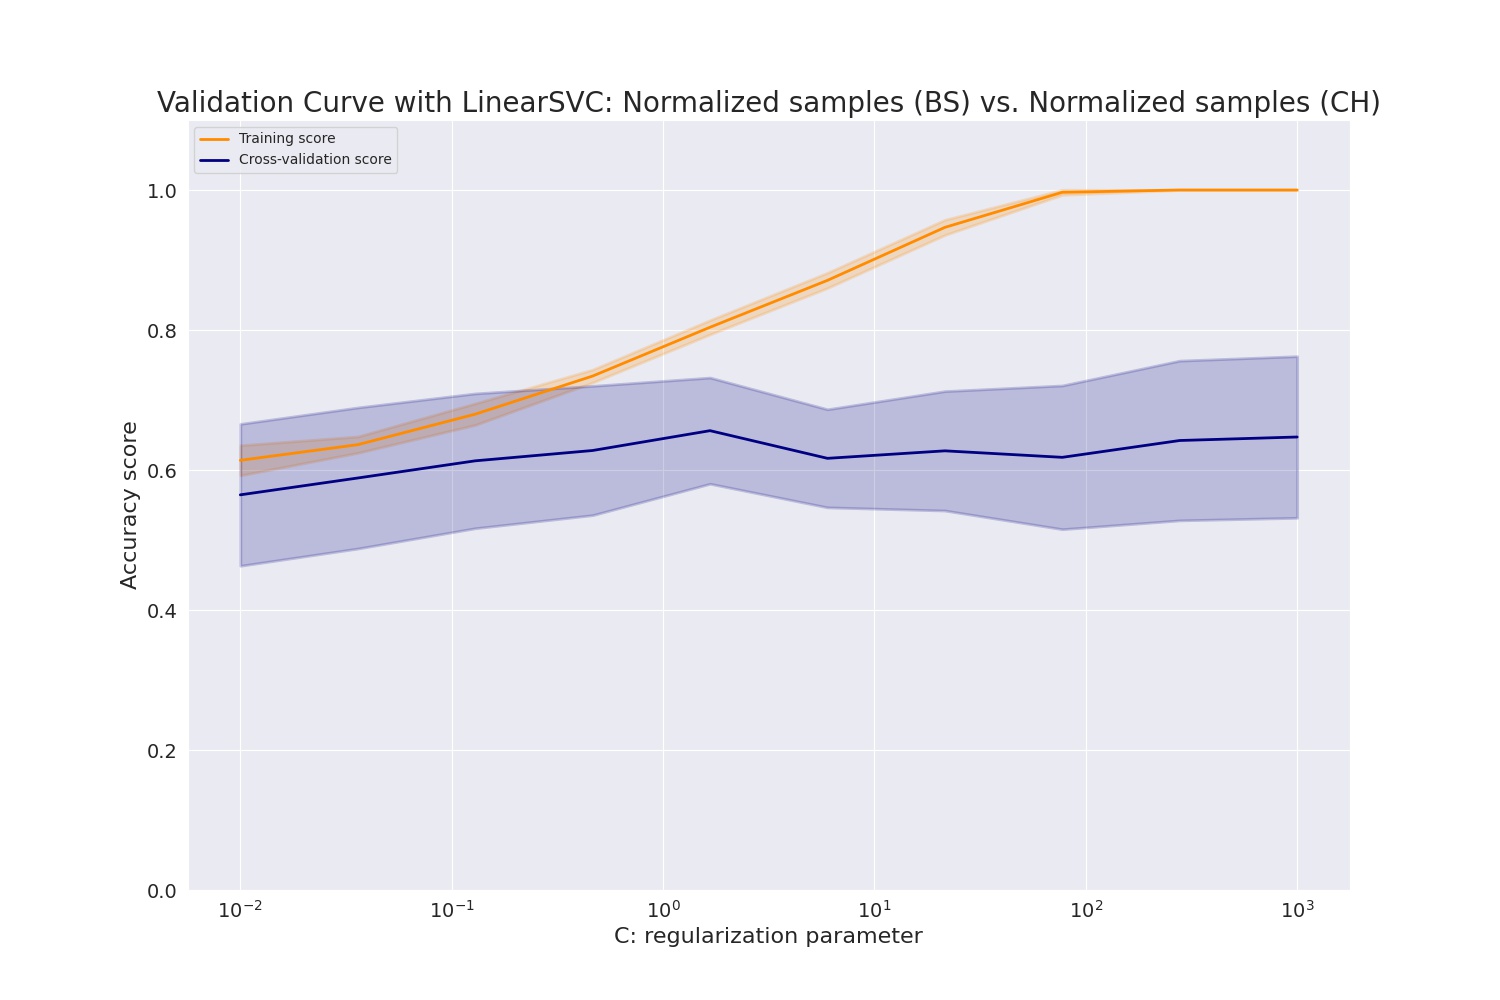 Validation Curve with LinearSVC: Normalized samples (BS) vs. Normalized samples (CH)
Training score
Cross-validation score
1.0
0.8
0.6
0.4
0.2
0.0
Accuracy score
10⁻² 10⁻¹ 10⁰ 10¹ 10² 10³
C: regularization parameter